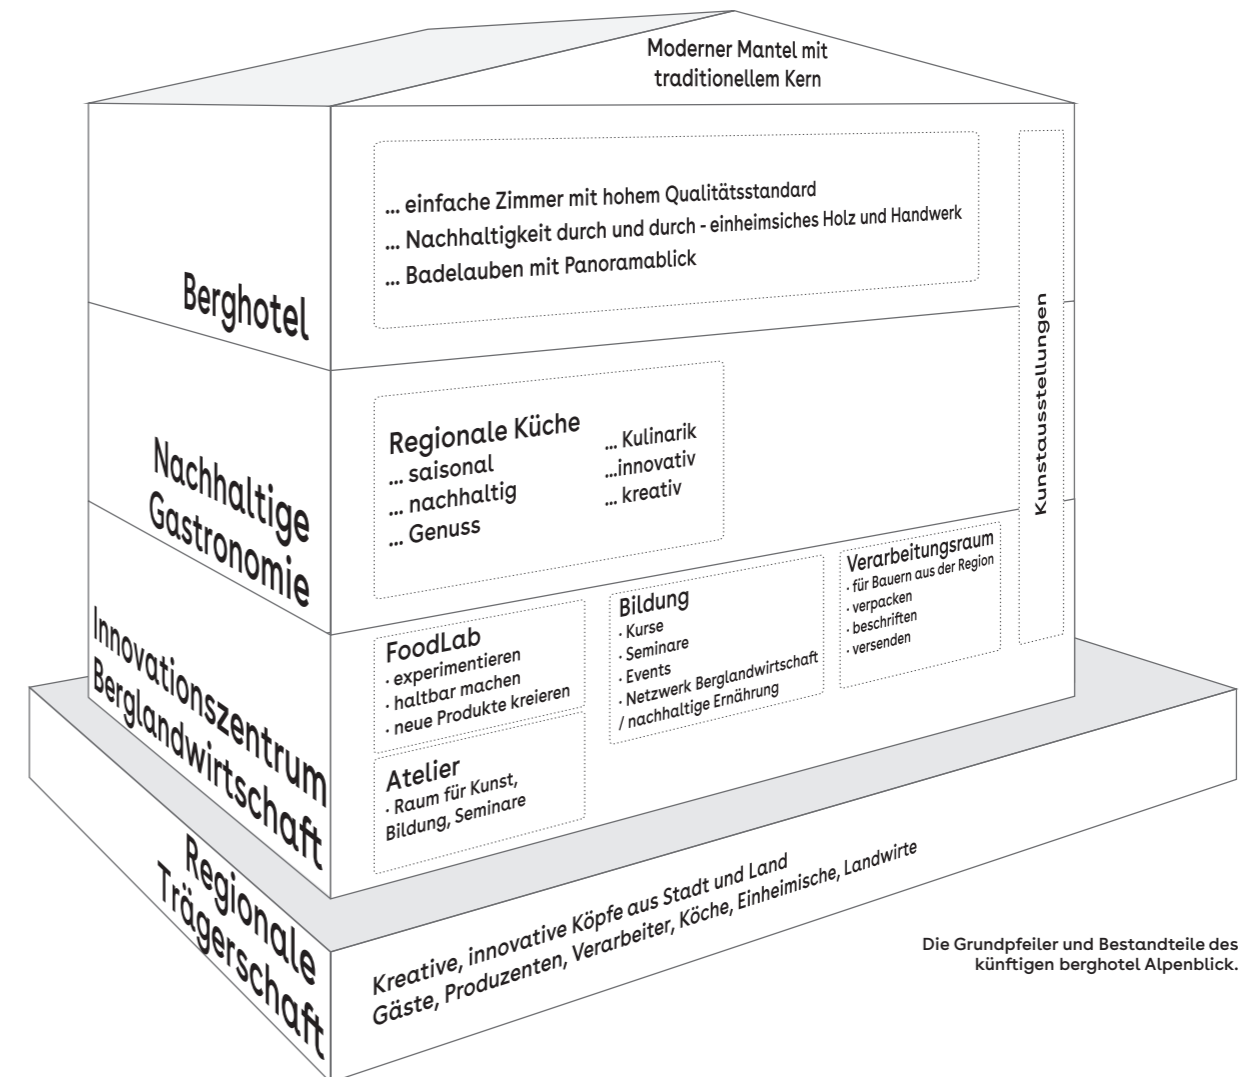 Moderner Mantel mit
traditionellem Kern
Berghotel
... einfache Zimmer mit hohem Qualitätsstandard
... Nachhaltigkeit durch und durch - einheimsiches Holz und Handwerk
... Badelauben mit Panoramablick
Kunstausstellungen
Nachhaltige
Gastronomie
Regionale Küche
... saisonal
... nachhaltig
... Genuss
... Kulinarik
...innovativ
... kreativ
Innovationszentrum
Berglandwirtschaft
FoodLab
· experimentieren
· haltbar machen
· neue Produkte kreieren
Atelier
· Raum für Kunst,
Bildung, Seminare
Bildung
· Kurse
· Seminare
· Events
· Netzwerk Berglandwirtschaft
/ nachhaltige Ernährung
Verarbeitungsraum
· für Bauern aus der Region
· verpacken
· beschriften
· versenden
Regionale
Trägerschaft
Kreative, innovative Köpfe aus Stadt und Land
Gäste, Produzenten, Verarbeiter, Köche, Einheimische, Landwirte
Die Grundpfeiler und Bestandteile des
künftigen berghotel Alpenblick.